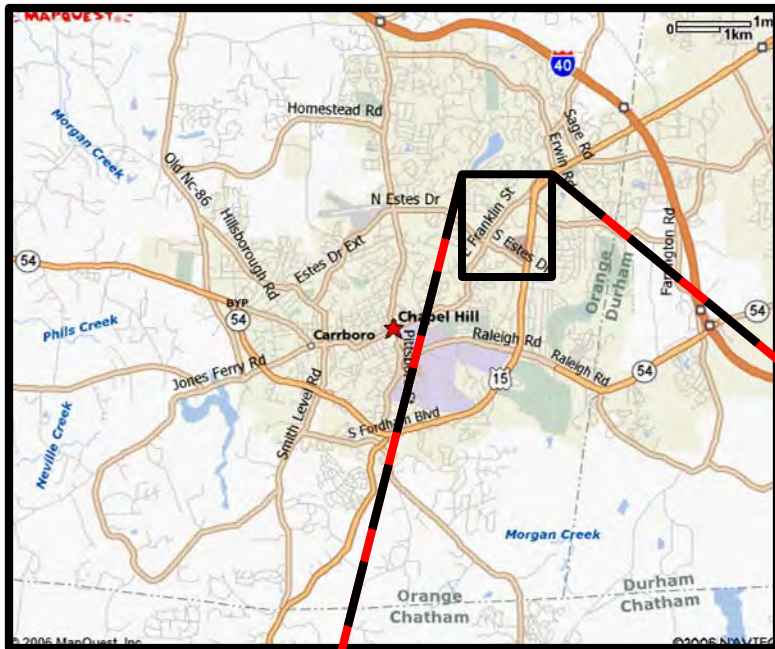 MAPQUEST
0 1m
1km
40
Homestead Rd
Sage Rd
Erwin Rd
Morgan Creek
Old Nc-86
N Estes Dr
E Franklin St
Hillsborough Rd
Estes Dr Ext
S Estes Dr
Farrington Rd
Orange
Durham
54
BYP
54
Chapel Hill
54
Phils Creek
Carrboro
Raleigh Rd
Jones Ferry Rd
15
Raleigh Rd
54
Smith Level Rd
S Fordham Blvd
Neville Creek
Morgan Creek
Orange
Chatham
Durham
Chatham
© 2006 MapQuest, Inc
©2006 NAVTEQ